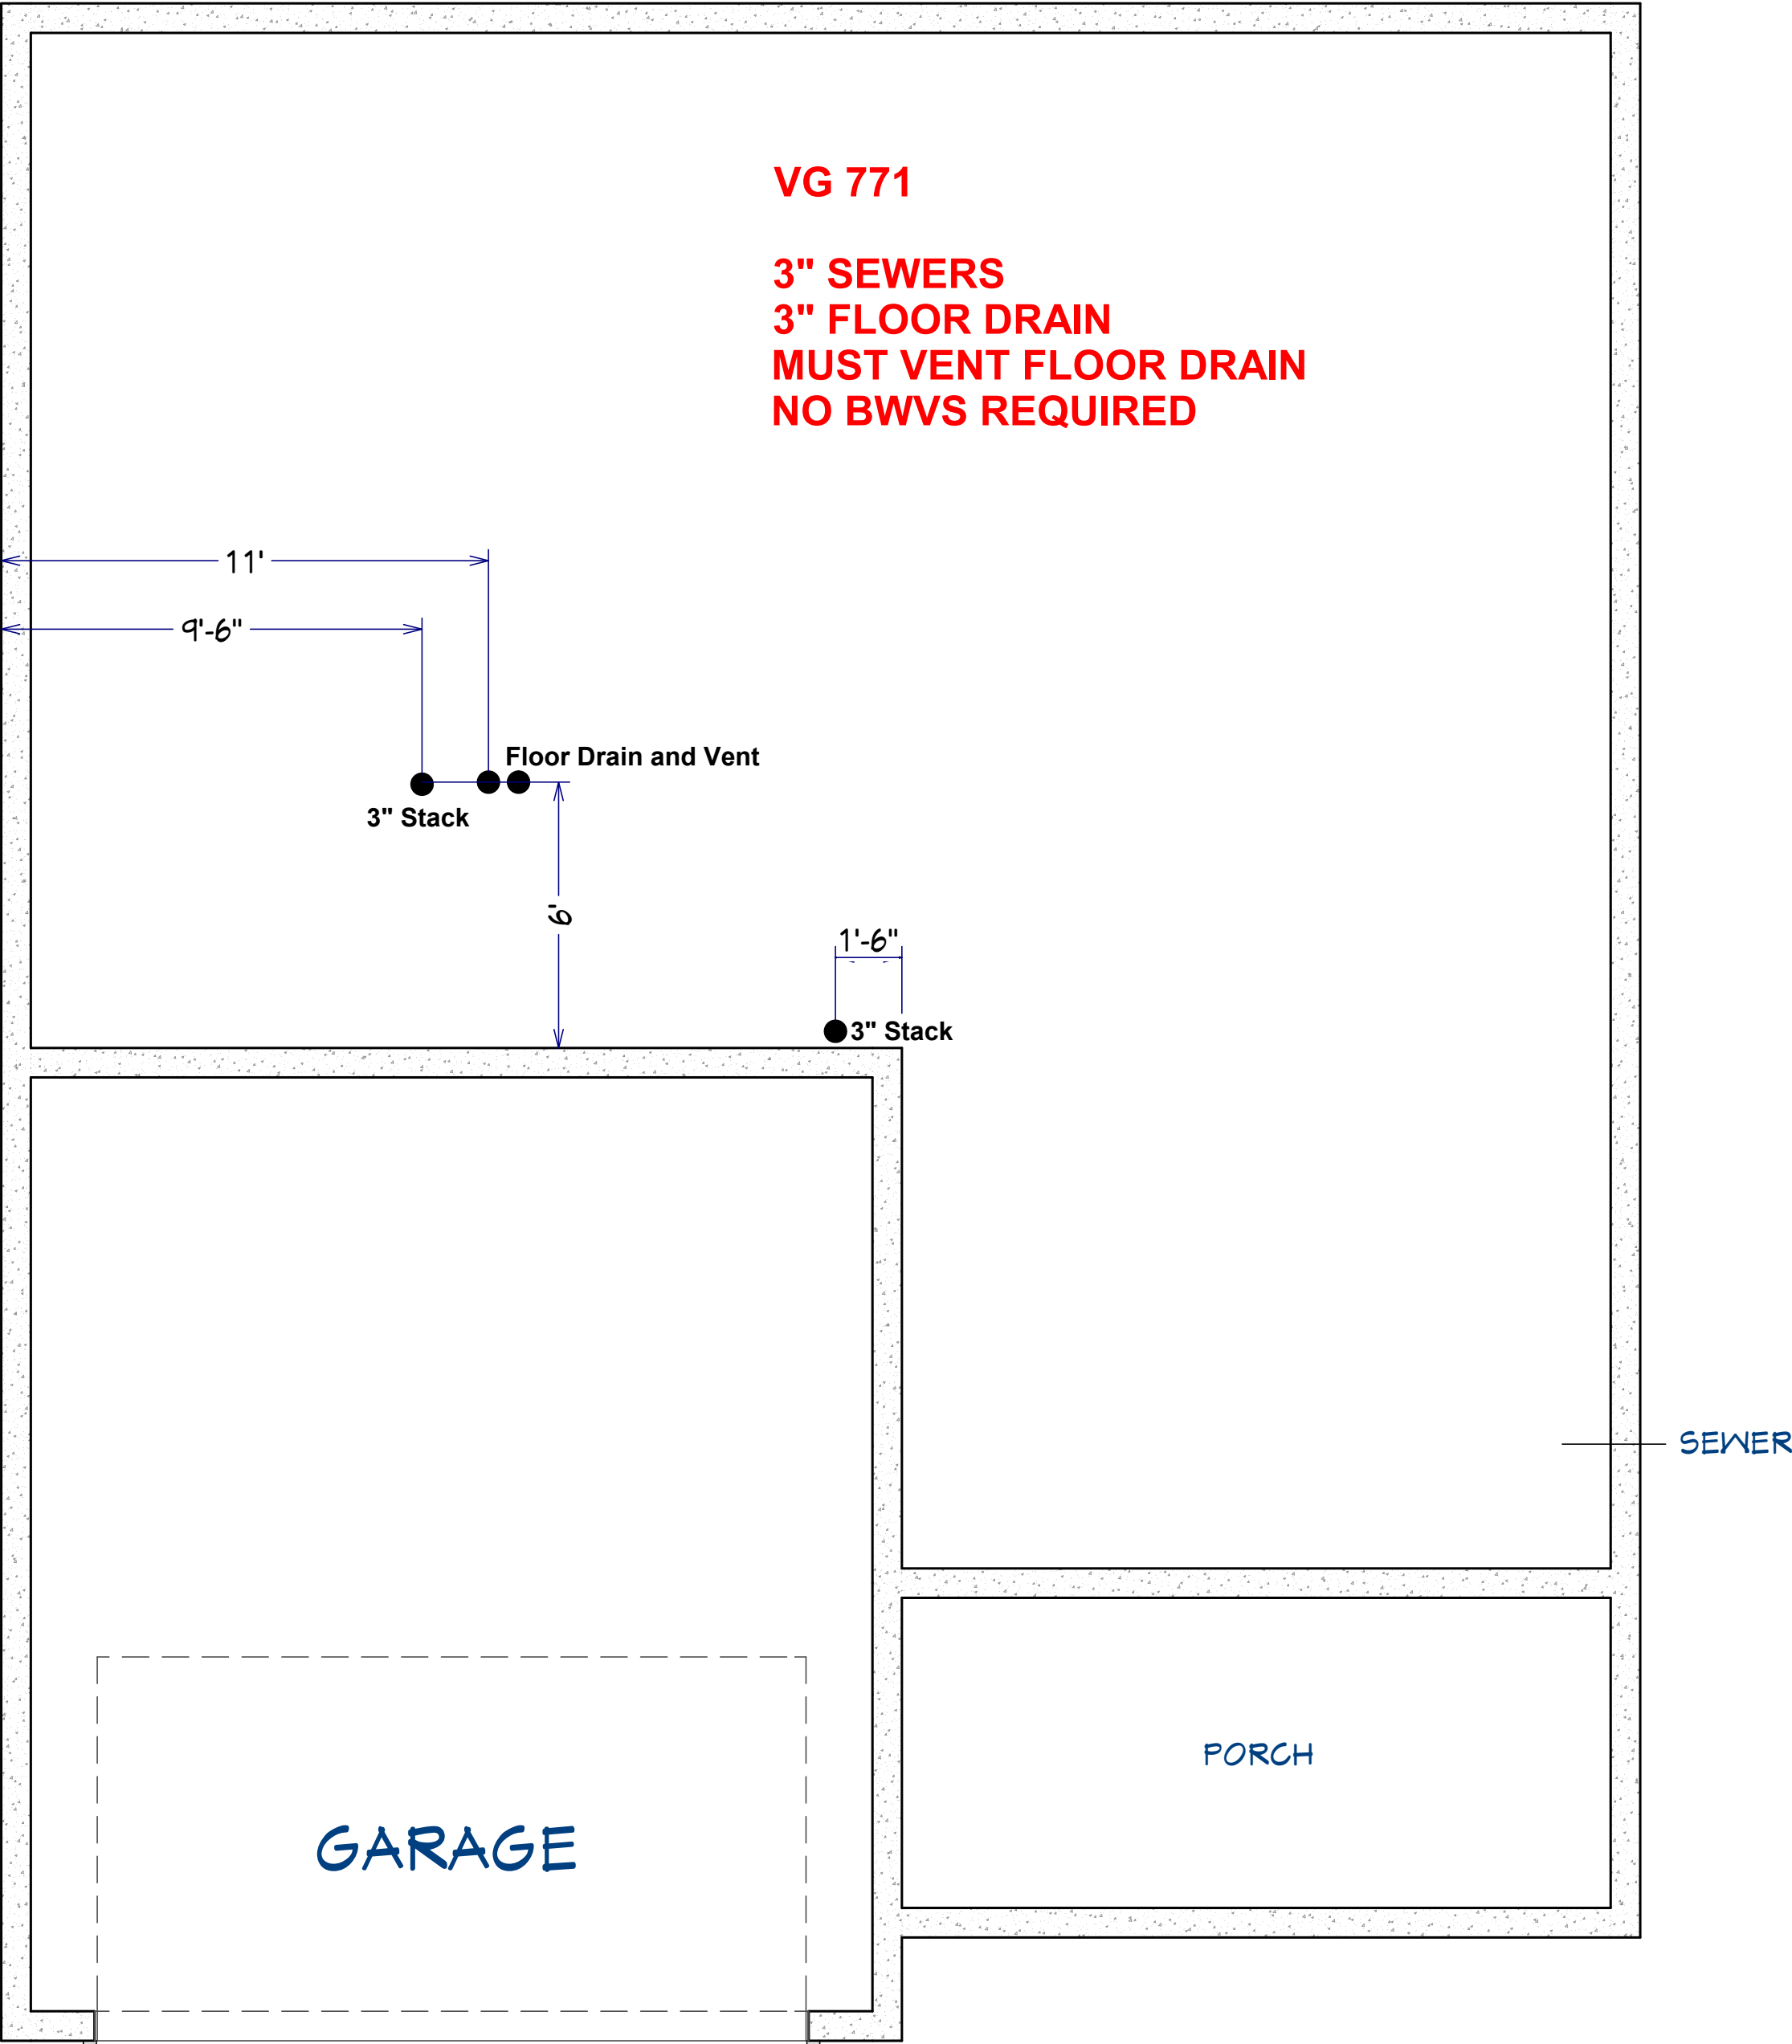 VG 771
3" SEWERS
3" FLOOR DRAIN
MUST VENT FLOOR DRAIN
NO BWVS REQUIRED
11'
9'-6"
Floor Drain and Vent
3" Stack
6'
1'-6"
3" Stack
SEWER
PORCH
GARAGE